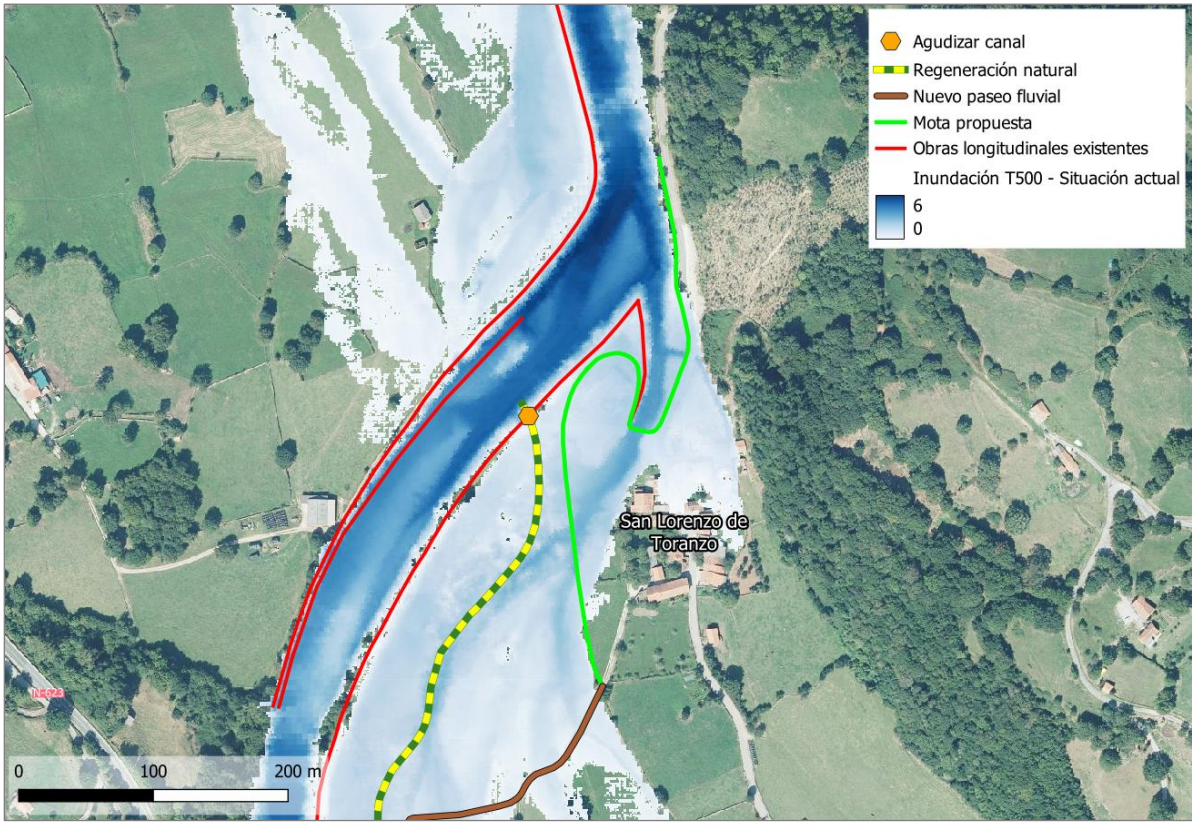 Agudizar canal
Regeneración natural
Nuevo paseo fluvial
Mota propuesta
Obras longitudinales existentes
Inundación T500 - Situación actual
6
0
San Lorenzo de
Toranzo
N-623
0 100 200 m